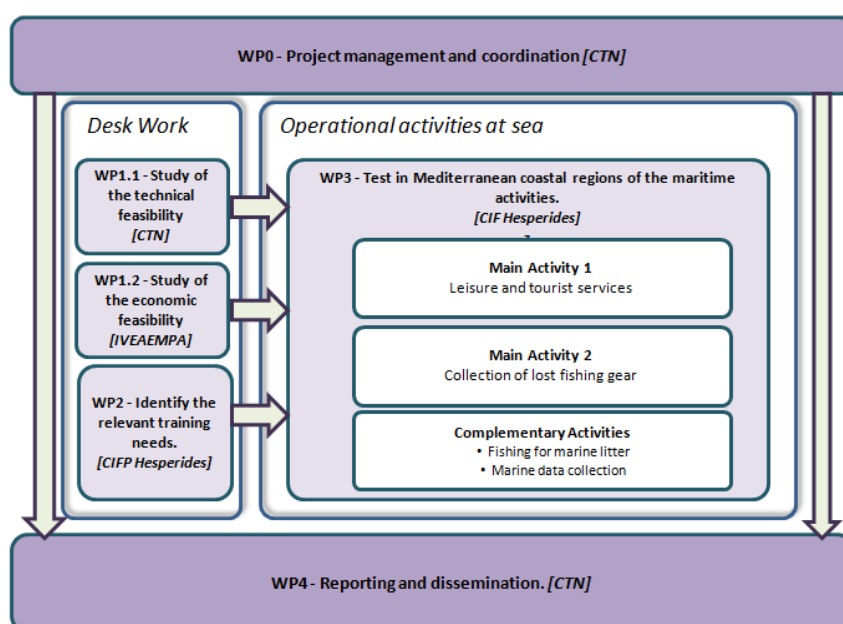 WP0 - Project management and coordination [CTN]
Desk Work
WP1.1 - Study of
the technical
feasibility
[CTN]
WP1.2 - Study of
the economic
feasibility
[IVEAEMPA]
WP2 - Identify the
relevant training
needs.
[CIFP Hesperides]
Operational activities at sea
WP3 - Test in Mediterranean coastal regions of the maritime
activities.
[CIF Hesperides]
Main Activity 1
Leisure and tourist services
Main Activity 2
Collection of lost fishing gear
Complementary Activities
• Fishing for marine litter
• Marine data collection
WP4 - Reporting and dissemination. [CTN]